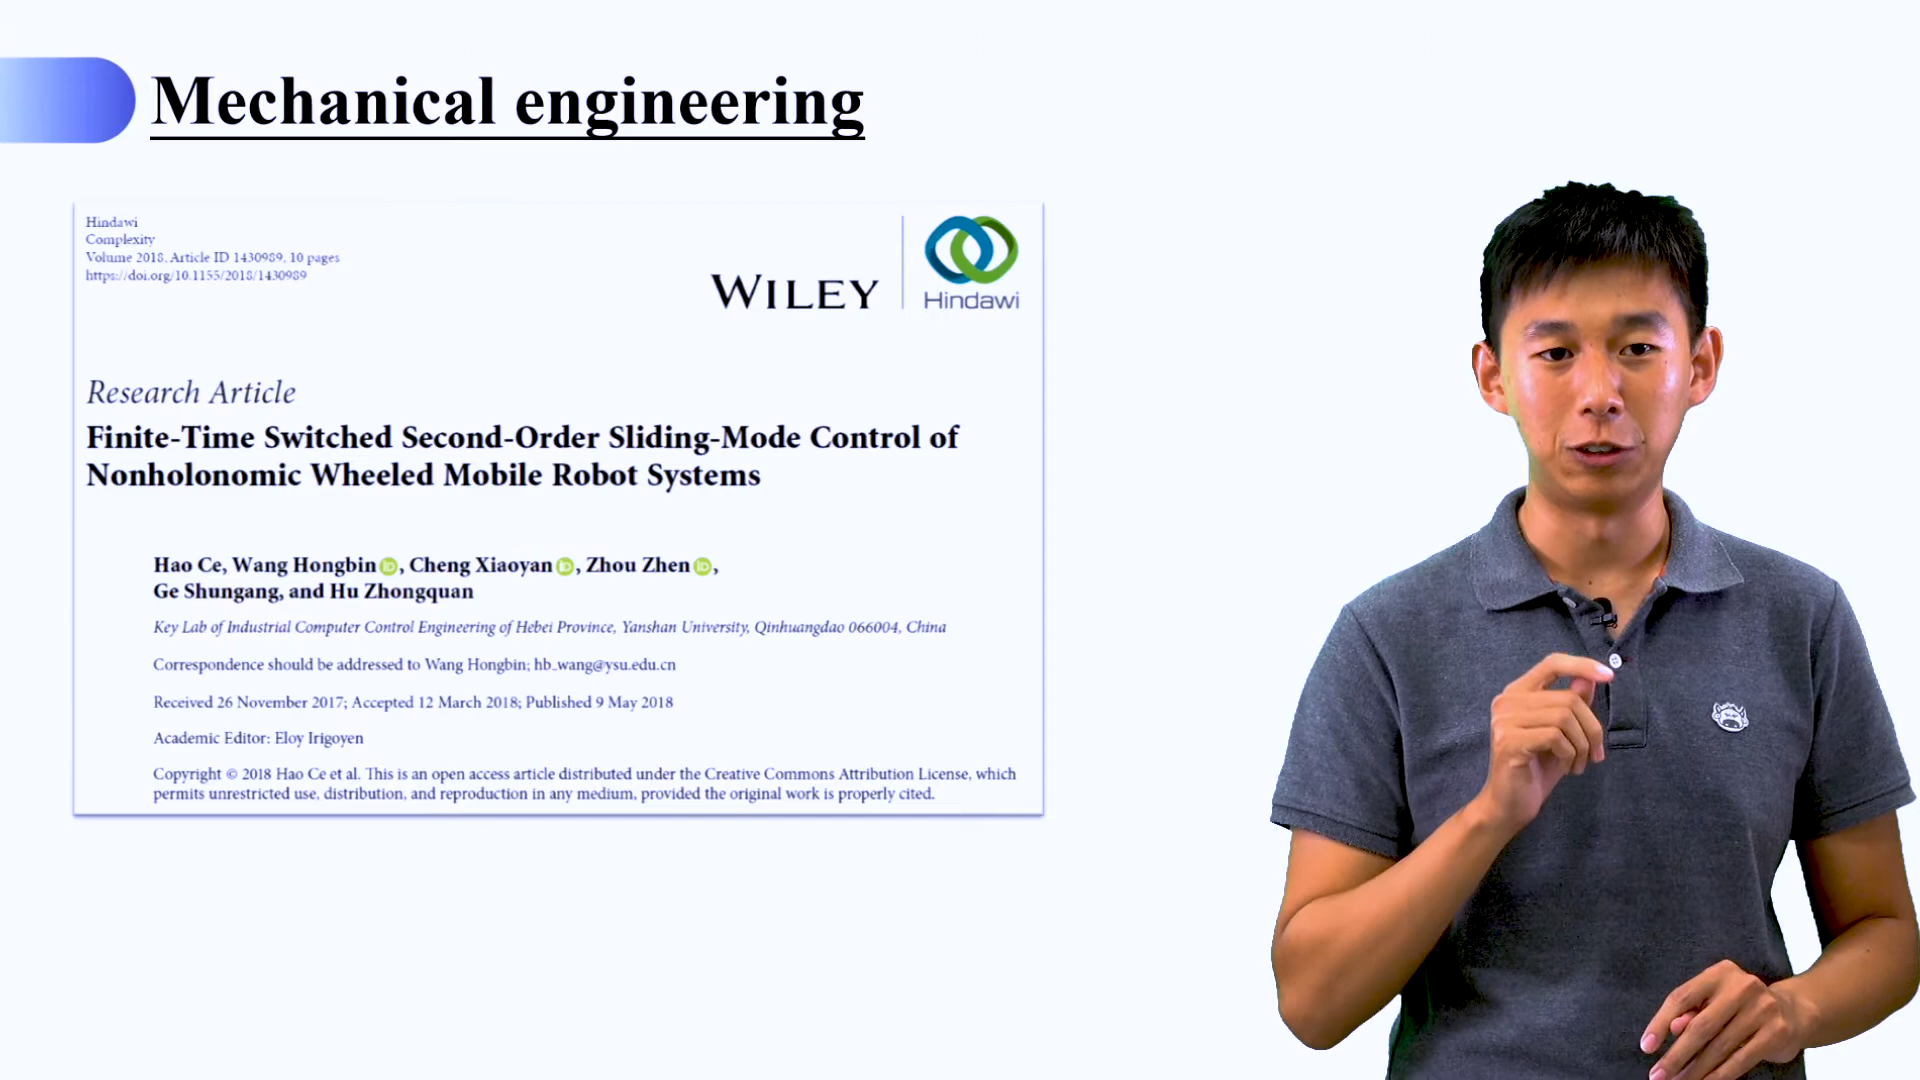 Mechanical engineering
Hindawi
Complexity
Volume 2018, Article ID 1430989, 10 pages
https://doi.org/10.1155/2018/1430989
WILEY
Hindawi
Research Article
Finite-Time Switched Second-Order Sliding-Mode Control of
Nonholonomic Wheeled Mobile Robot Systems
Hao Ce, Wang Hongbin iD, Cheng Xiaoyan iD, Zhou Zhen iD,
Ge Shungang, and Hu Zhongquan
Key Lab of Industrial Computer Control Engineering of Hebei Province, Yanshan University, Qinhuangdao 066004, China
Correspondence should be addressed to Wang Hongbin; hb_wang@ysu.edu.cn
Received 26 November 2017; Accepted 12 March 2018; Published 9 May 2018
Academic Editor: Eloy Irigoyen
Copyright © 2018 Hao Ce et al. This is an open access article distributed under the Creative Commons Attribution License, which
permits unrestricted use, distribution, and reproduction in any medium, provided the original work is properly cited.